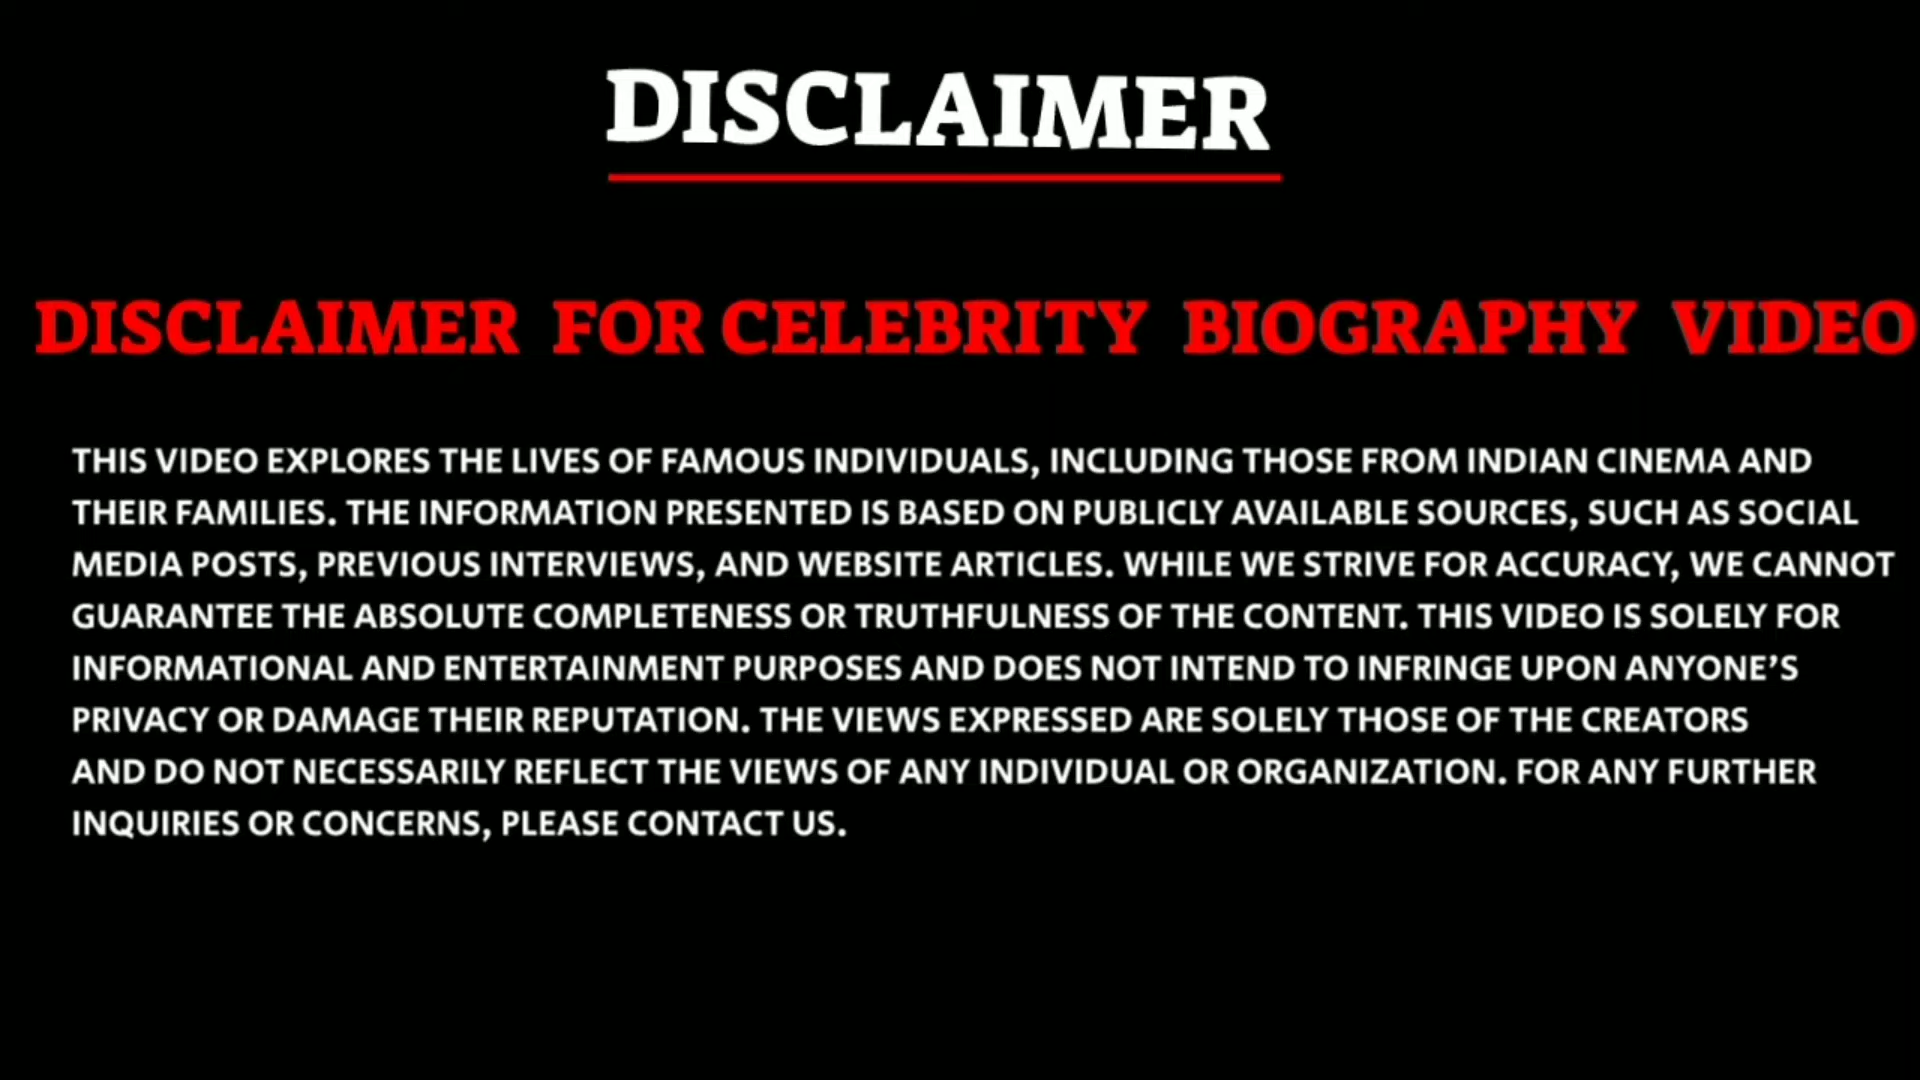 DISCLAIMER
DISCLAIMER FOR CELEBRITY BIOGRAPHY VIDEO
THIS VIDEO EXPLORES THE LIVES OF FAMOUS INDIVIDUALS, INCLUDING THOSE FROM INDIAN CINEMA AND
THEIR FAMILIES. THE INFORMATION PRESENTED IS BASED ON PUBLICLY AVAILABLE SOURCES, SUCH AS SOCIAL
MEDIA POSTS, PREVIOUS INTERVIEWS, AND WEBSITE ARTICLES. WHILE WE STRIVE FOR ACCURACY, WE CANNOT
GUARANTEE THE ABSOLUTE COMPLETENESS OR TRUTHFULNESS OF THE CONTENT. THIS VIDEO IS SOLELY FOR
INFORMATIONAL AND ENTERTAINMENT PURPOSES AND DOES NOT INTEND TO INFRINGE UPON ANYONE’S
PRIVACY OR DAMAGE THEIR REPUTATION. THE VIEWS EXPRESSED ARE SOLELY THOSE OF THE CREATORS
AND DO NOT NECESSARILY REFLECT THE VIEWS OF ANY INDIVIDUAL OR ORGANIZATION. FOR ANY FURTHER
INQUIRIES OR CONCERNS, PLEASE CONTACT US.